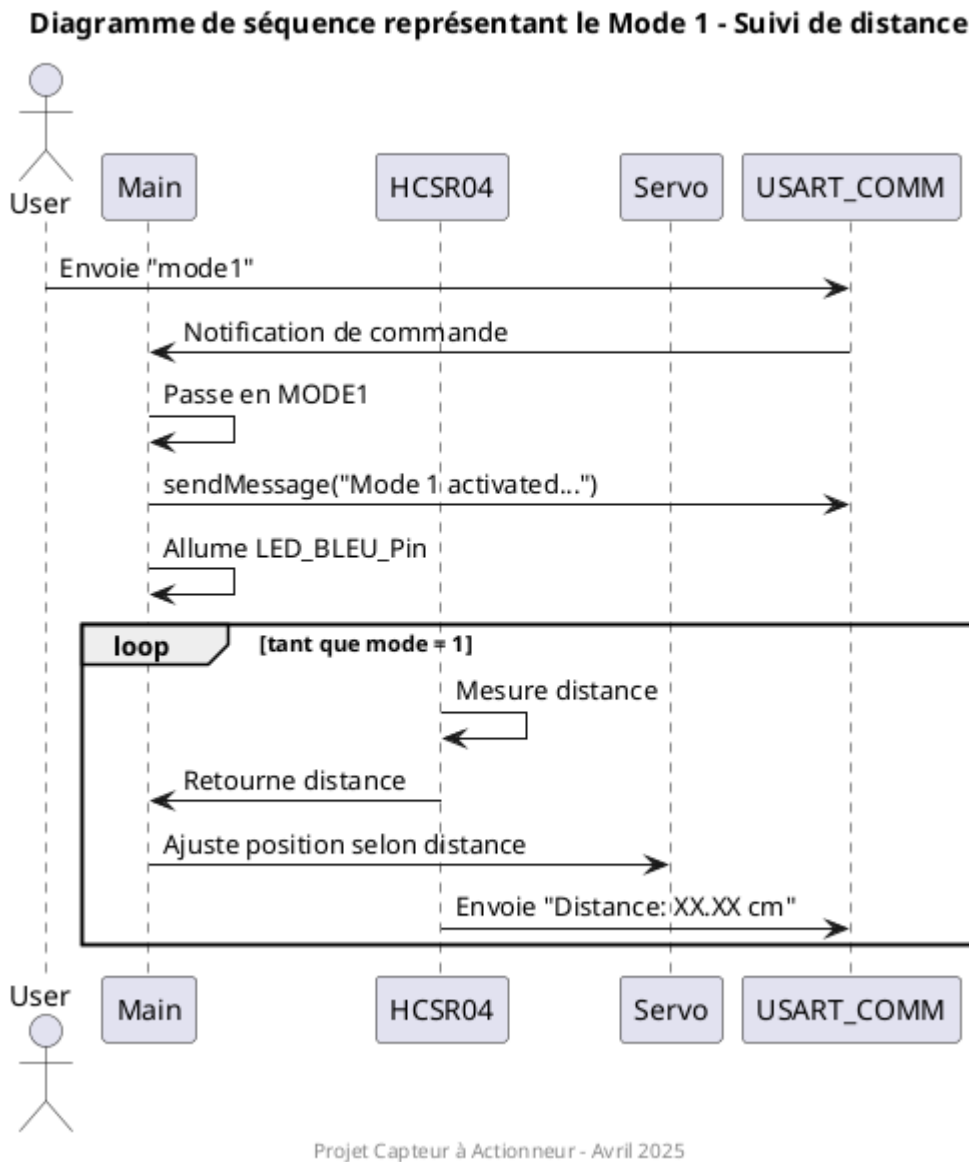 Diagramme de séquence représentant le Mode 1 - Suivi de distance
User
Main
HCSR04
Servo
USART_COMM
Envoie "mode1"
Notification de commande
Passe en MODE1
sendMessage("Mode 1 activated...")
Allume LED_BLEU_Pin
loop [tant que mode = 1]
Mesure distance
Retourne distance
Ajuste position selon distance
Envoie "Distance: XX.XX cm"
User
Main
HCSR04
Servo
USART_COMM
Projet Capteur à Actionneur - Avril 2025